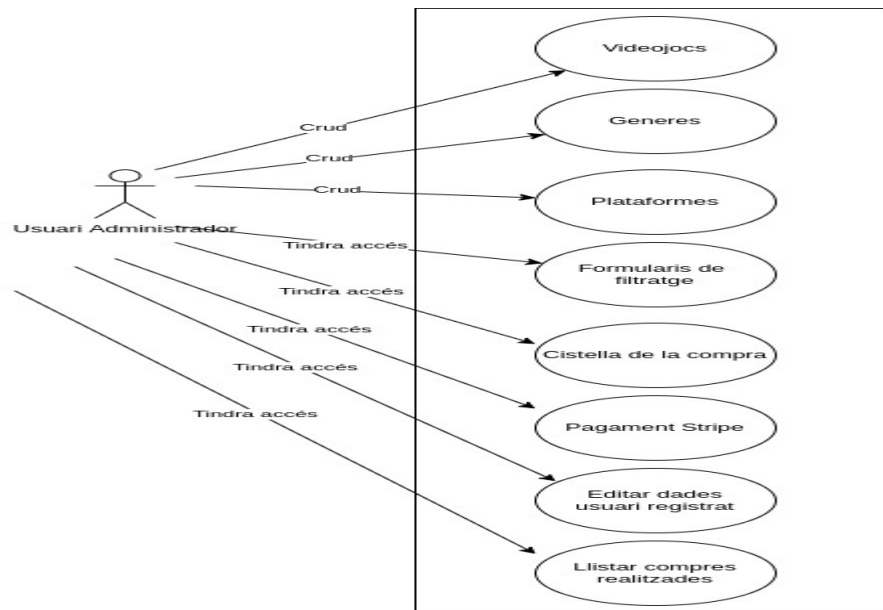 Videojocs
Crud
Generes
Crud
Crud
Plataformes
Usuari Administrador
Tindra accés
Formularis de
filtratge
Tindra accés
Tindra accés
Cistella de la compra
Tindra accés
Tindra accés
Pagament Stripe
Editar dades
usuari registrat
Llistar compres
realitzades